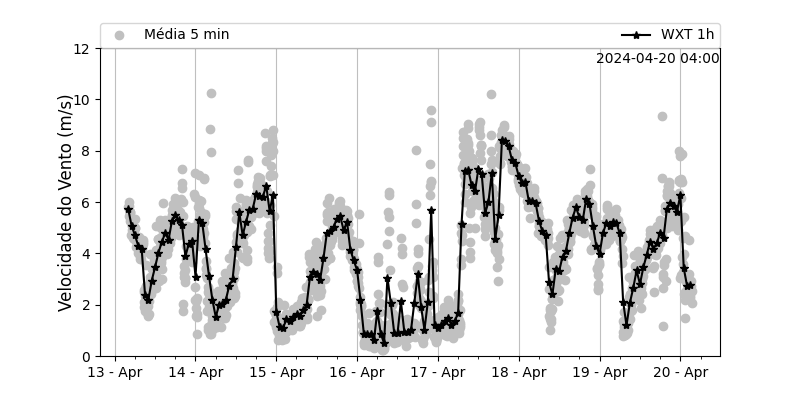 Média 5 min
WXT 1h
2024-04-20 04:00
Velocidade do Vento (m/s)
12
10
8
6
4
2
0
13 - Apr
14 - Apr
15 - Apr
16 - Apr
17 - Apr
18 - Apr
19 - Apr
20 - Apr